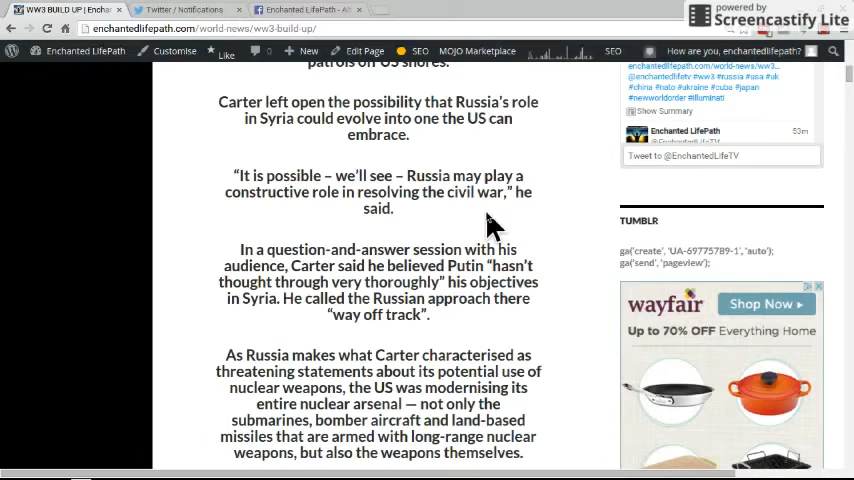 WW3 BUILD UP | Enchan
Twitter / Notifications
Facebook
powered by
Screencastify Lite
enchantedlifepath.com/world-news/ww3-build-up/
Enchanted LifePath
Customise
Like
0
New
Edit Page
SEO
MOJO Marketplace
SEO
How are you, enchantedlifepath?
patrols off US shores.
Carter left open the possibility that Russia's role
in Syria could evolve into one the US can
embrace.
“It is possible – we'll see – Russia may play a
constructive role in resolving the civil war,” he
said.
In a question-and-answer session with his
audience, Carter said he believed Putin “hasn't
thought through very thoroughly” his objectives
in Syria. He called the Russian approach there
“way off track”.
As Russia makes what Carter characterised as
threatening statements about its potential use of
nuclear weapons, the US was modernising its
entire nuclear arsenal — not only the
submarines, bomber aircraft and land-based
missiles that are armed with long-range nuclear
weapons, but also the weapons themselves.
enchantedlifepath.com/world-news/ww3...
@enchantedlifetv #ww3 #russia #usa #uk
#china #nato #ukraine #cuba #japan
#newworldorder #illuminati
Show Summary
Enchanted LifePath
53m
@EnchantedLifeTV
Tweet to @EnchantedLifeTV
TUMBLR
ga('create', 'UA-69775789-1', 'auto');
ga('send', 'pageview');
wayfair
Shop Now ▸
Up to 70% OFF Everything Home